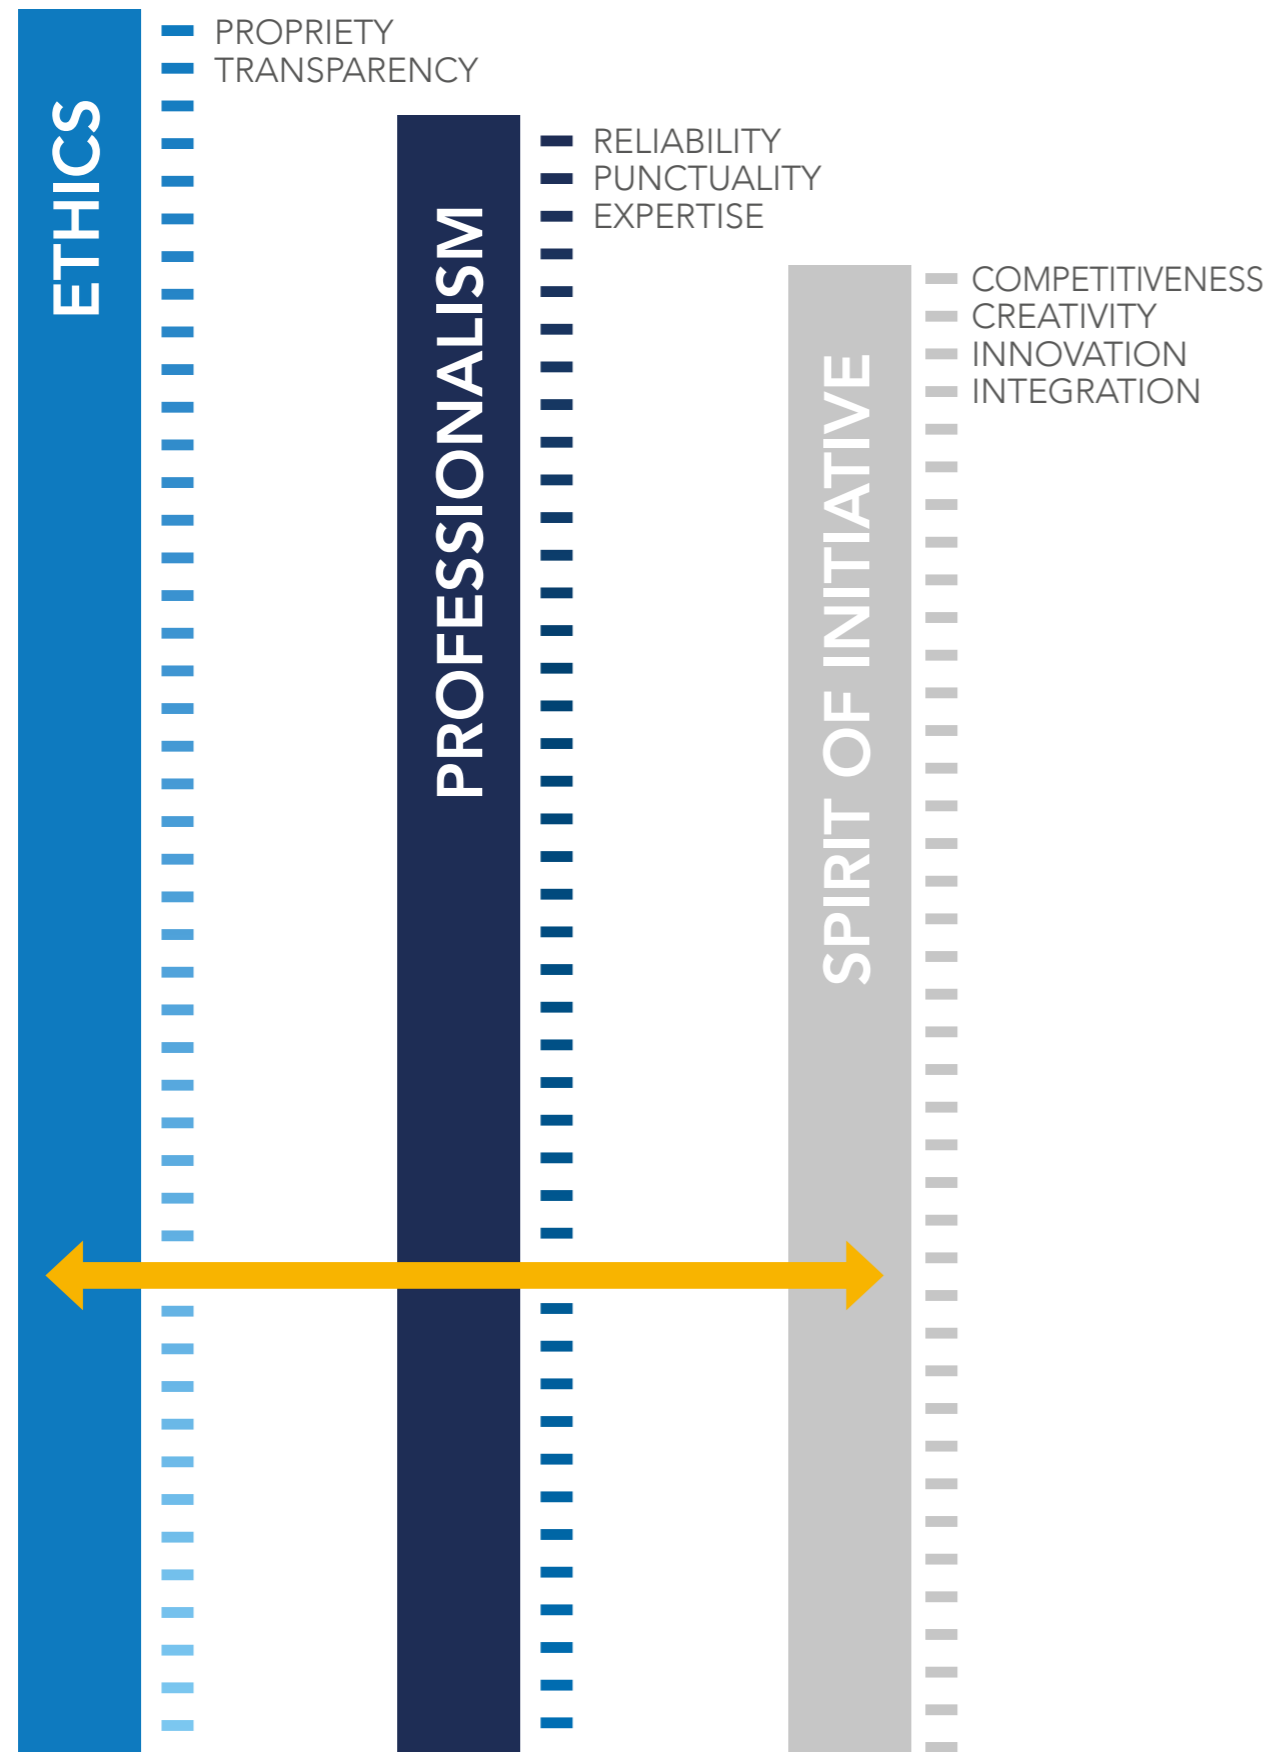 ETHICS
PROPRIETY
TRANSPARENCY
PROFESSIONALISM
RELIABILITY
PUNCTUALITY
EXPERTISE
SPIRIT OF INITIATIVE
COMPETITIVENESS
CREATIVITY
INNOVATION
INTEGRATION